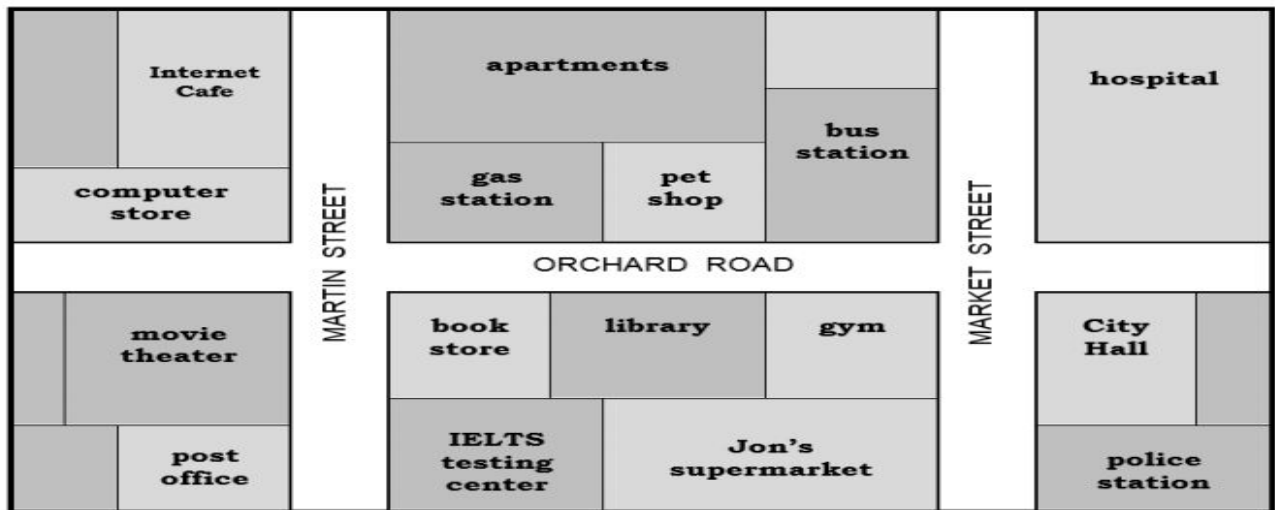 Internet
Cafe
apartments
hospital
bus
station
computer
store
gas
station
pet
shop
MARTIN STREET
MARKET STREET
ORCHARD ROAD
movie
theater
book
store
library
gym
City
Hall
post
office
IELTS
testing
center
Jon's
supermarket
police
station